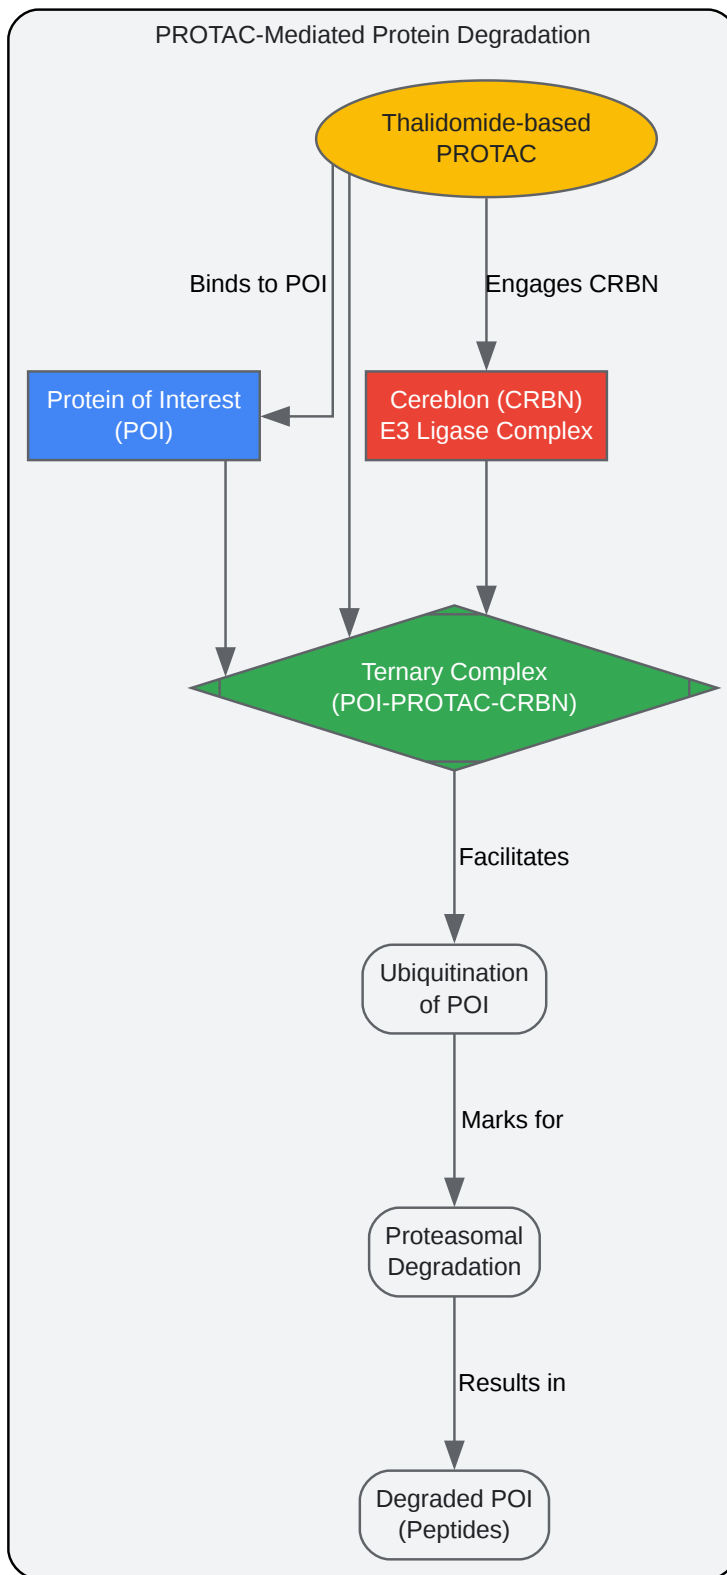 PROTAC-Mediated Protein Degradation
Thalidomide-based
PROTAC
Binds to POI
Engages CRBN
Protein of Interest
(POI)
Cereblon (CRBN)
E3 Ligase Complex
Ternary Complex
(POI-PROTAC-CRBN)
Facilitates
Ubiquitination
of POI
Marks for
Proteasomal
Degradation
Results in
Degraded POI
(Peptides)